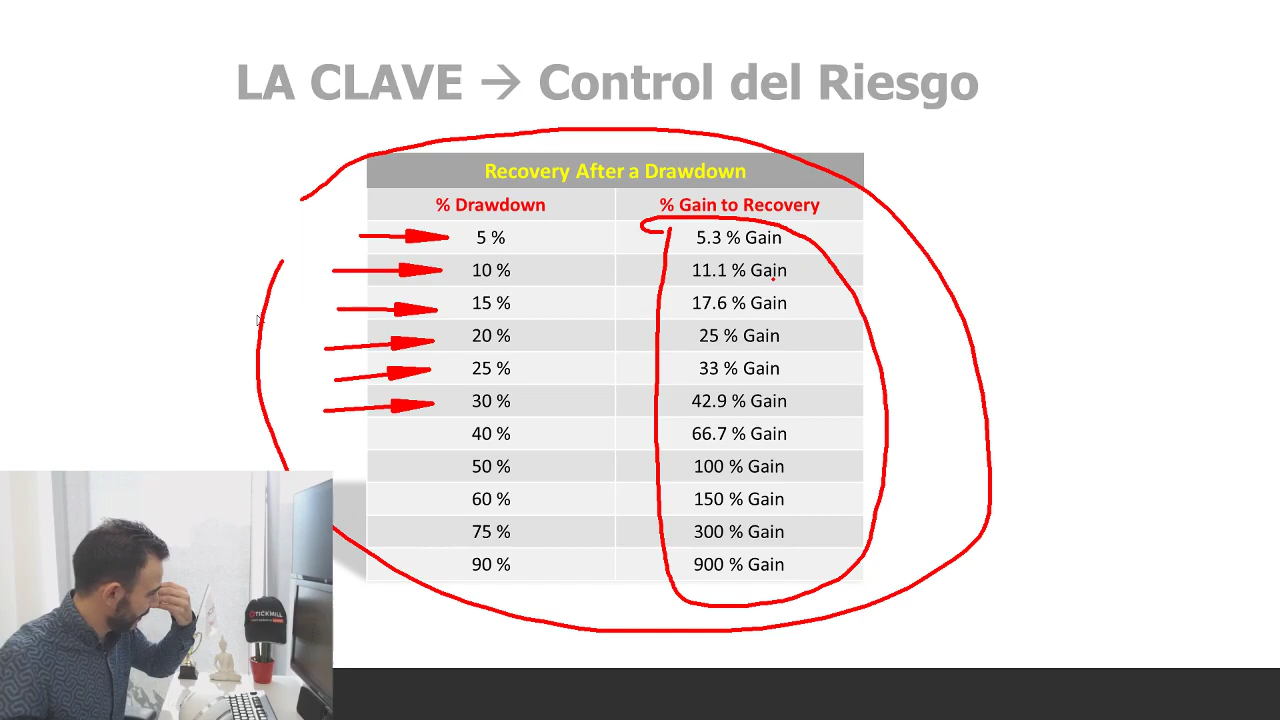 LA CLAVE → Control del Riesgo
Recovery After a Drawdown
% Drawdown % Gain to Recovery
5 % 5.3 % Gain
10 % 11.1 % Gain
15 % 17.6 % Gain
20 % 25 % Gain
25 % 33 % Gain
30 % 42.9 % Gain
40 % 66.7 % Gain
50 % 100 % Gain
60 % 150 % Gain
75 % 300 % Gain
90 % 900 % Gain
TICKMILL